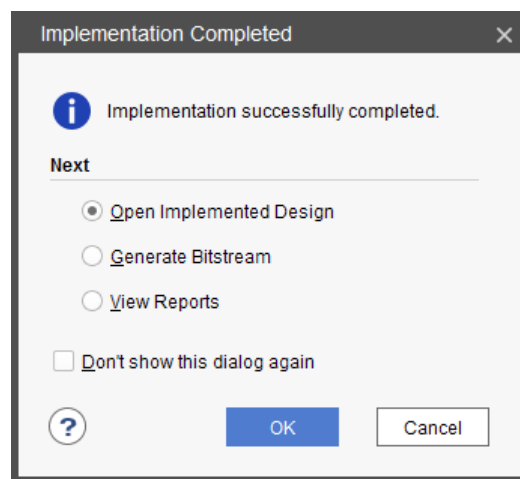 Implementation Completed
Implementation successfully completed.
Next
Open Implemented Design
Generate Bitstream
View Reports
Don't show this dialog again
?
OK
Cancel